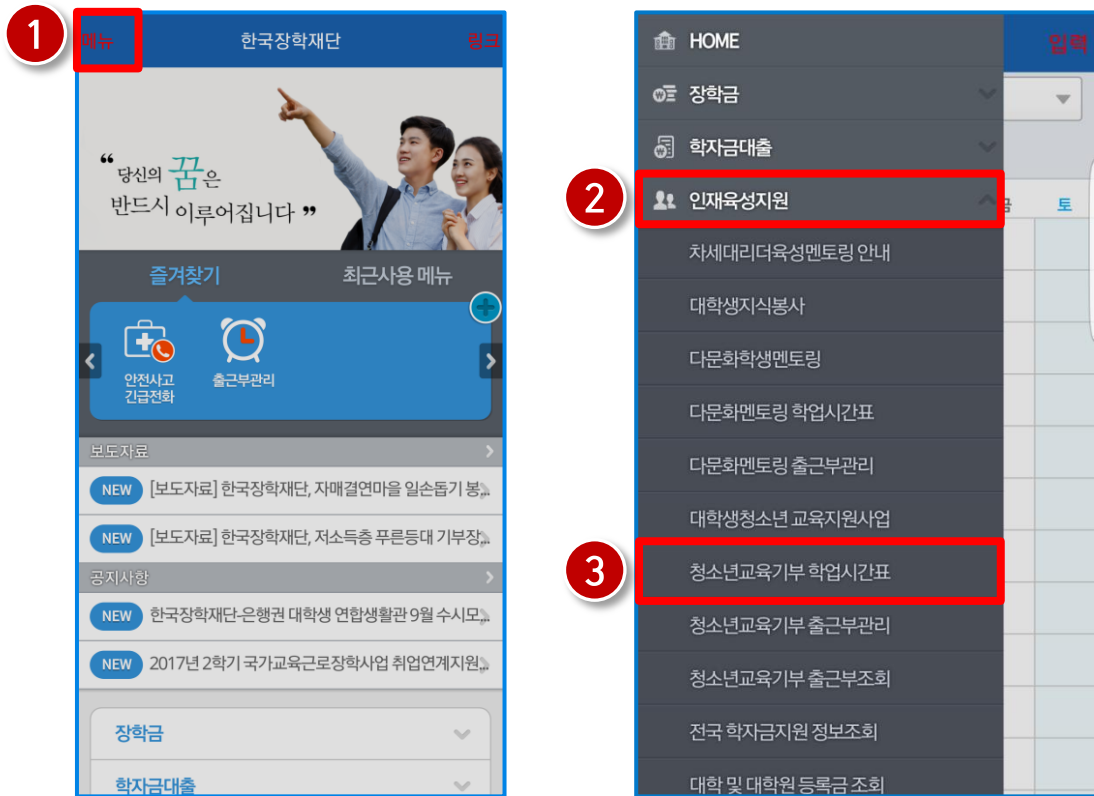 1
메뉴
한국장학재단
링크
“ 당신의 꿈은
반드시 이루어집니다 ”
즐겨찾기
최근사용 메뉴
안전사고
긴급전화
출근부관리
보도자료
NEW [보도자료] 한국장학재단, 자매결연마을 일손돕기 봉...
NEW [보도자료] 한국장학재단, 저소득층 푸른등대 기부장...
공지사항
NEW 한국장학재단-은행권 대학생 연합생활관 9월 수시모...
NEW 2017년 2학기 국가교육근로장학사업 취업연계지원...
장학금
학자금대출
HOME
입력
장학금
학자금대출
2
인재육성지원
토
차세대리더육성멘토링 안내
대학생지식봉사
다문화학생멘토링
다문화멘토링 학업시간표
다문화멘토링 출근부관리
대학생청소년 교육지원사업
3
청소년교육기부 학업시간표
청소년교육기부 출근부관리
청소년교육기부 출근부조회
전국 학자금지원 정보조회
대학 및 대학원 등록금 조회